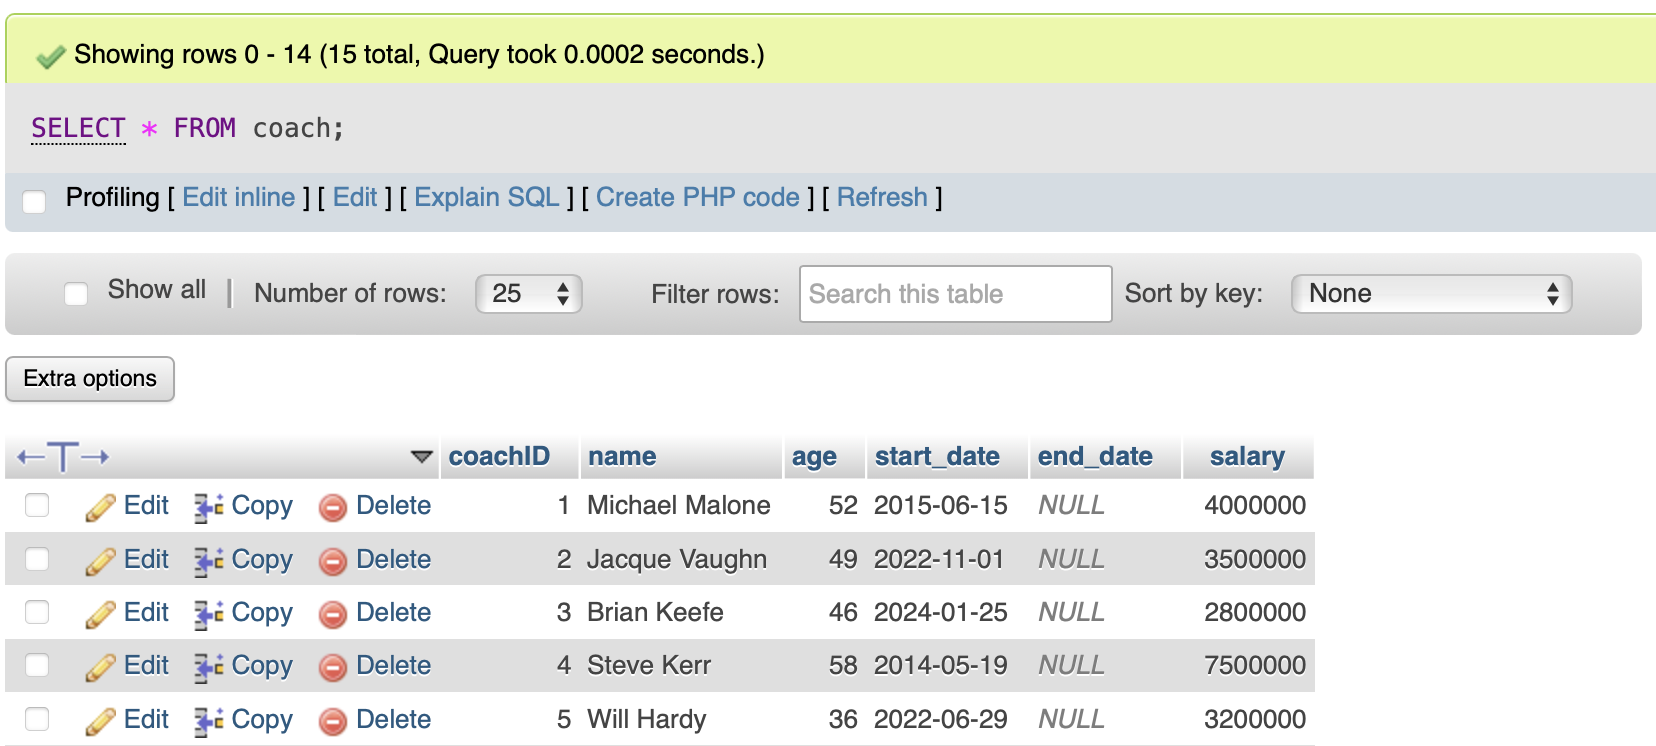 Showing rows 0 - 14 (15 total, Query took 0.0002 seconds.)
SELECT * FROM coach;
Profiling [ Edit inline ] [ Edit ] [ Explain SQL ] [ Create PHP code ] [ Refresh ]
Show all | Number of rows: 25 Filter rows: Search this table Sort by key: None
Extra options
←T→ coachID name age start_date end_date salary
Edit Copy Delete 1 Michael Malone 52 2015-06-15 NULL 4000000
Edit Copy Delete 2 Jacque Vaughn 49 2022-11-01 NULL 3500000
Edit Copy Delete 3 Brian Keefe 46 2024-01-25 NULL 2800000
Edit Copy Delete 4 Steve Kerr 58 2014-05-19 NULL 7500000
Edit Copy Delete 5 Will Hardy 36 2022-06-29 NULL 3200000